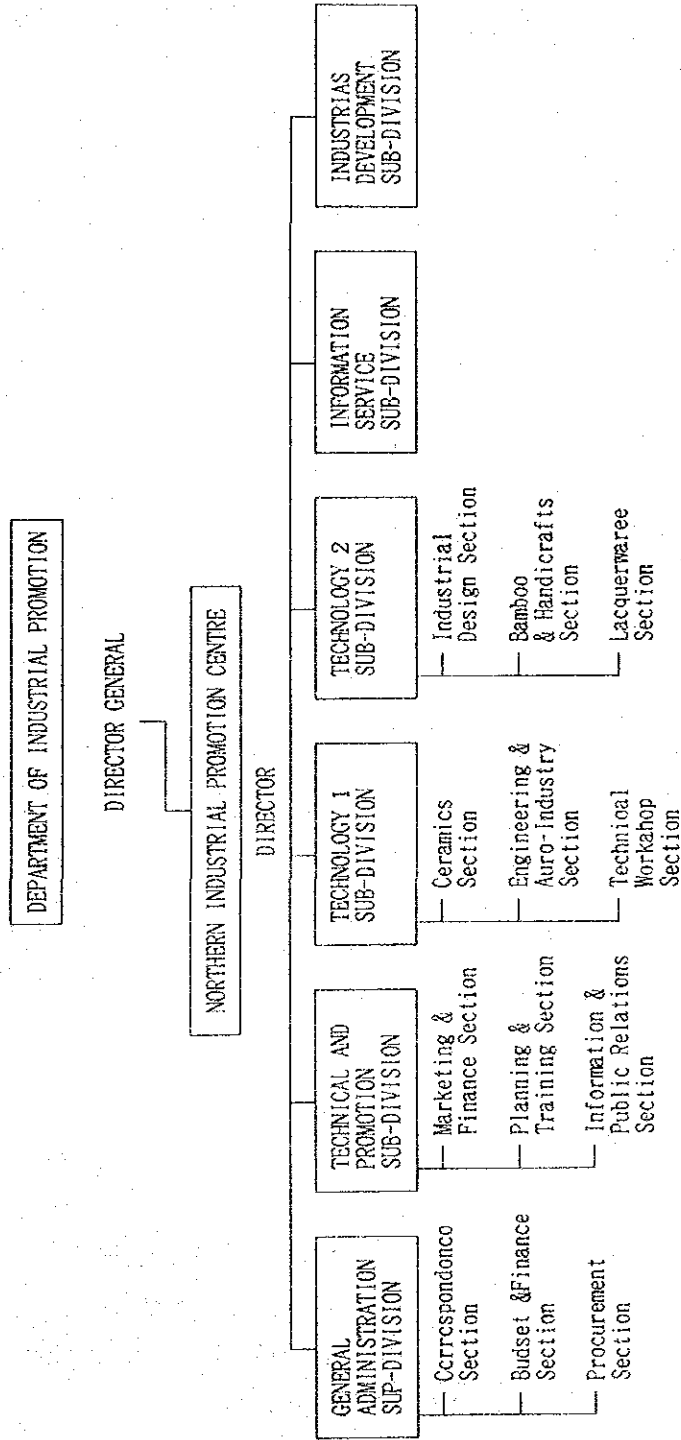 DEPARTMENT OF INDUSTRIAL PROMOTION
DIRECTOR GENERAL
NORTHERN INDUSTRIAL PROMOTION CENTRE
DIRECTOR
GENERAL
ADMINISTRATION
SUP-DIVISION
Ccrrcspondonco
Section
Budset &Finance
Section
Procurement
Section
TECHNICAL AND
PROMOTION
SUB-DIVISION
Marketing &
Finance Section
Planning &
Training Section
Information &
Public Relations
Section
TECHNOLOGY 1
SUB-DIVISION
Ceramics
Section
Engineering &
Auro-Industry
Section
Technical
Workahop
Section
TECHNOLOGY 2
SUB-DIVISION
Industrial
Design Section
Bamboo
& Handicrafts
Section
Lacquerwaree
Section
INFORMATION
SERVICE
SUB-DIVISION
INDUSTRIAS
DEVELOPMENT
SUB-DIVISION